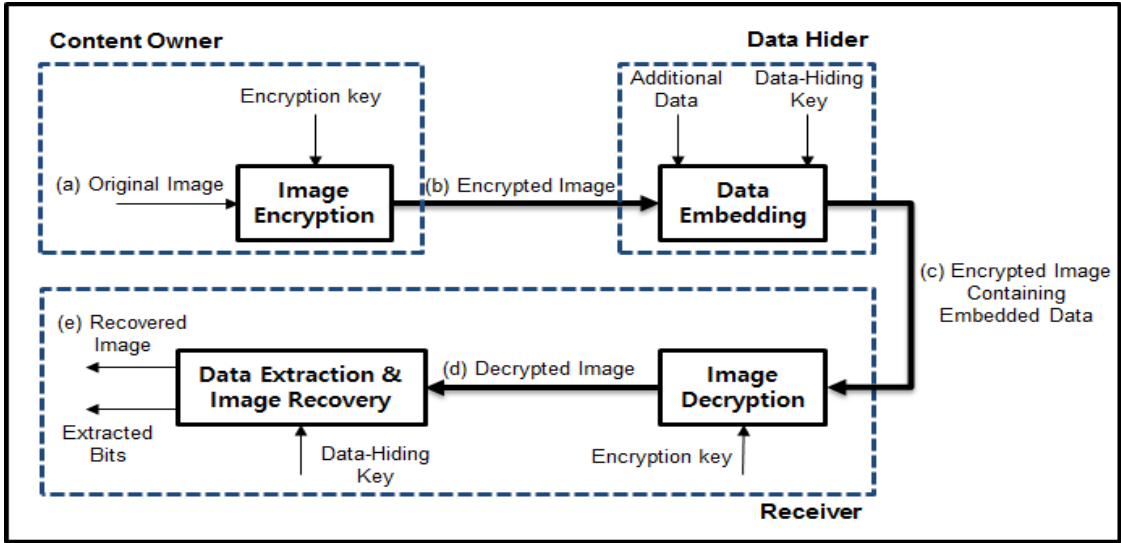 Content Owner
Data Hider
Encryption key
Additional
Data
Data-Hiding
Key
(a) Original Image
Image
Encryption
(b) Encrypted Image
Data
Embedding
(c) Encrypted Image
Containing
Embedded Data
(e) Recovered
Image
Data Extraction &
Image Recovery
(d) Decrypted Image
Image
Decryption
Extracted
Bits
Data-Hiding
Key
Encryption key
Receiver